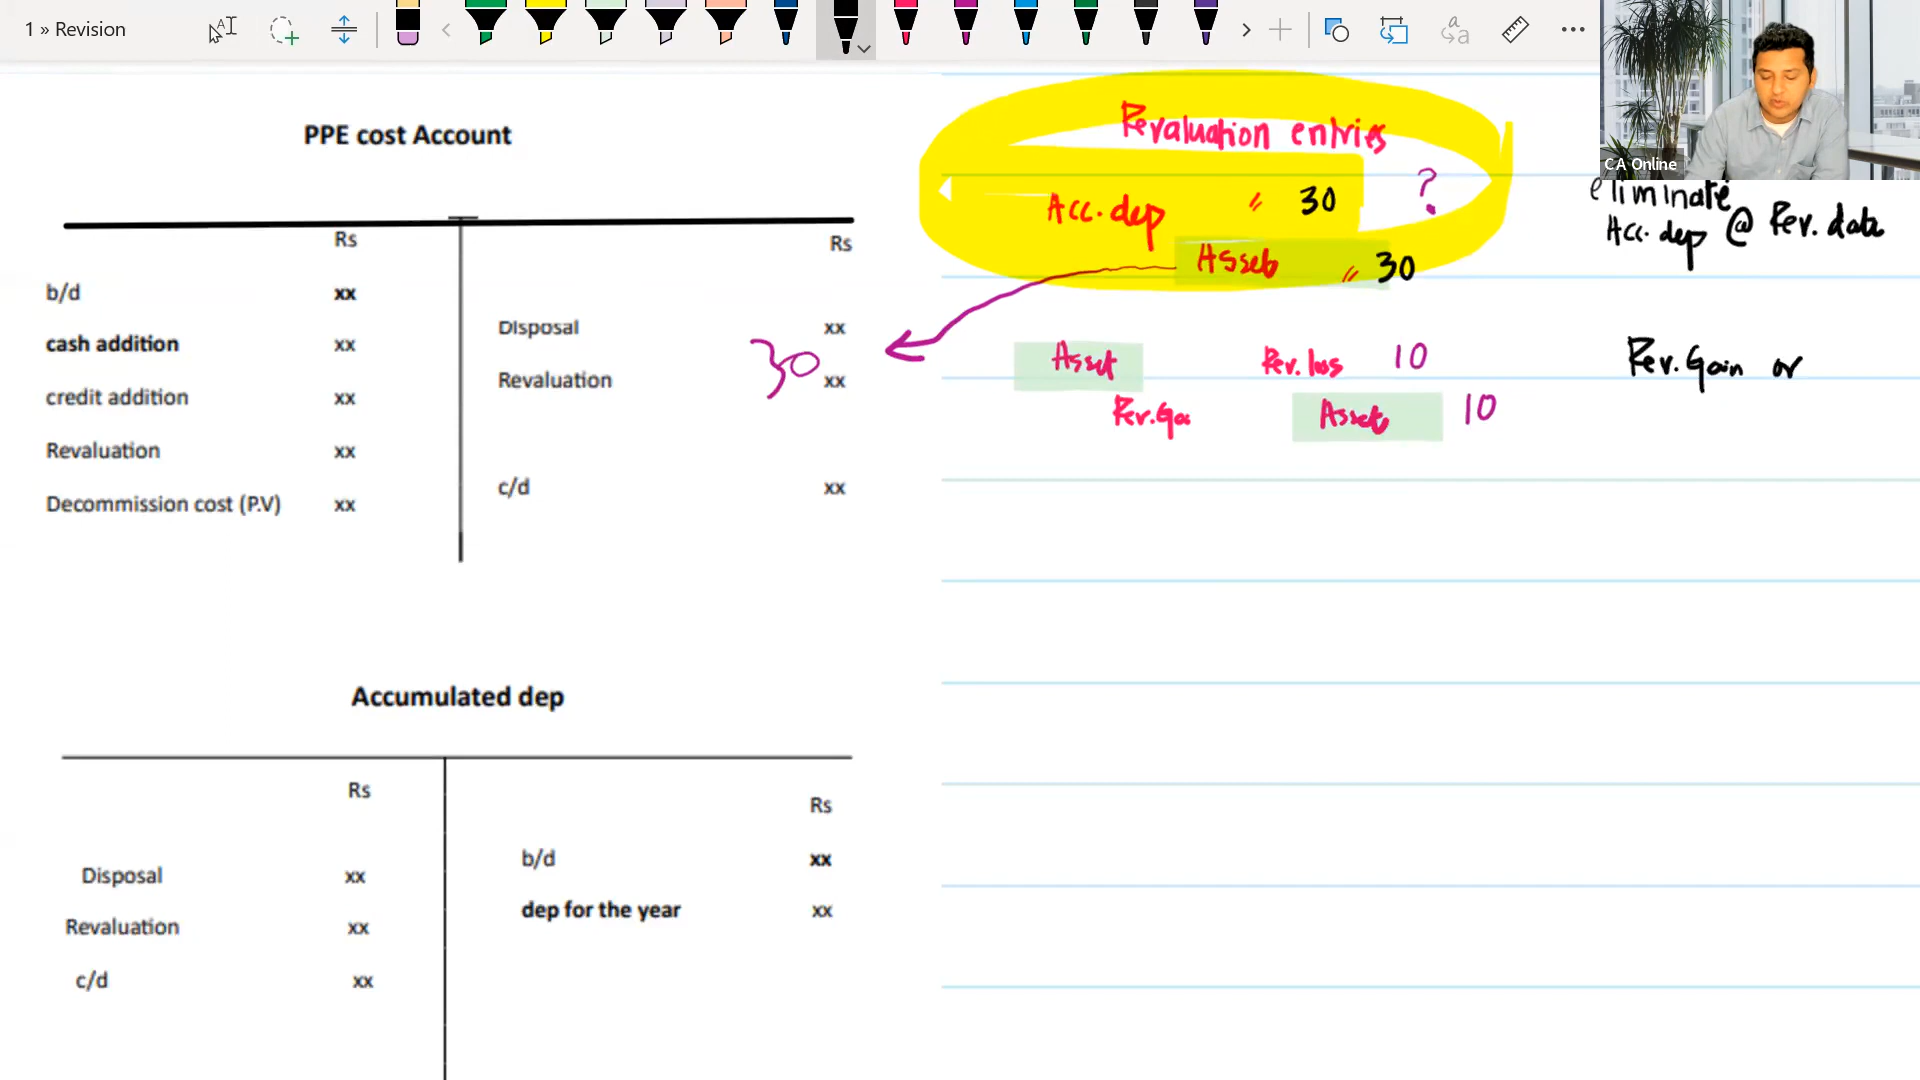 1 » Revision
CA Online
PPE cost Account
Rs
Rs
b/d xx
cash addition xx
credit addition xx
Revaluation xx
Decommission cost (P.V) xx
Disposal xx
Revaluation 30 xx
c/d xx
Revaluation entries
Acc. dep " 30 ?
Asset " 30
eliminate
Acc. dep @ Rev. date
Asset Rev. loss 10
Rev. Gai Asset 10
Rev. Gain or
Accumulated dep
Rs
Rs
Disposal xx
Revaluation xx
c/d xx
b/d xx
dep for the year xx